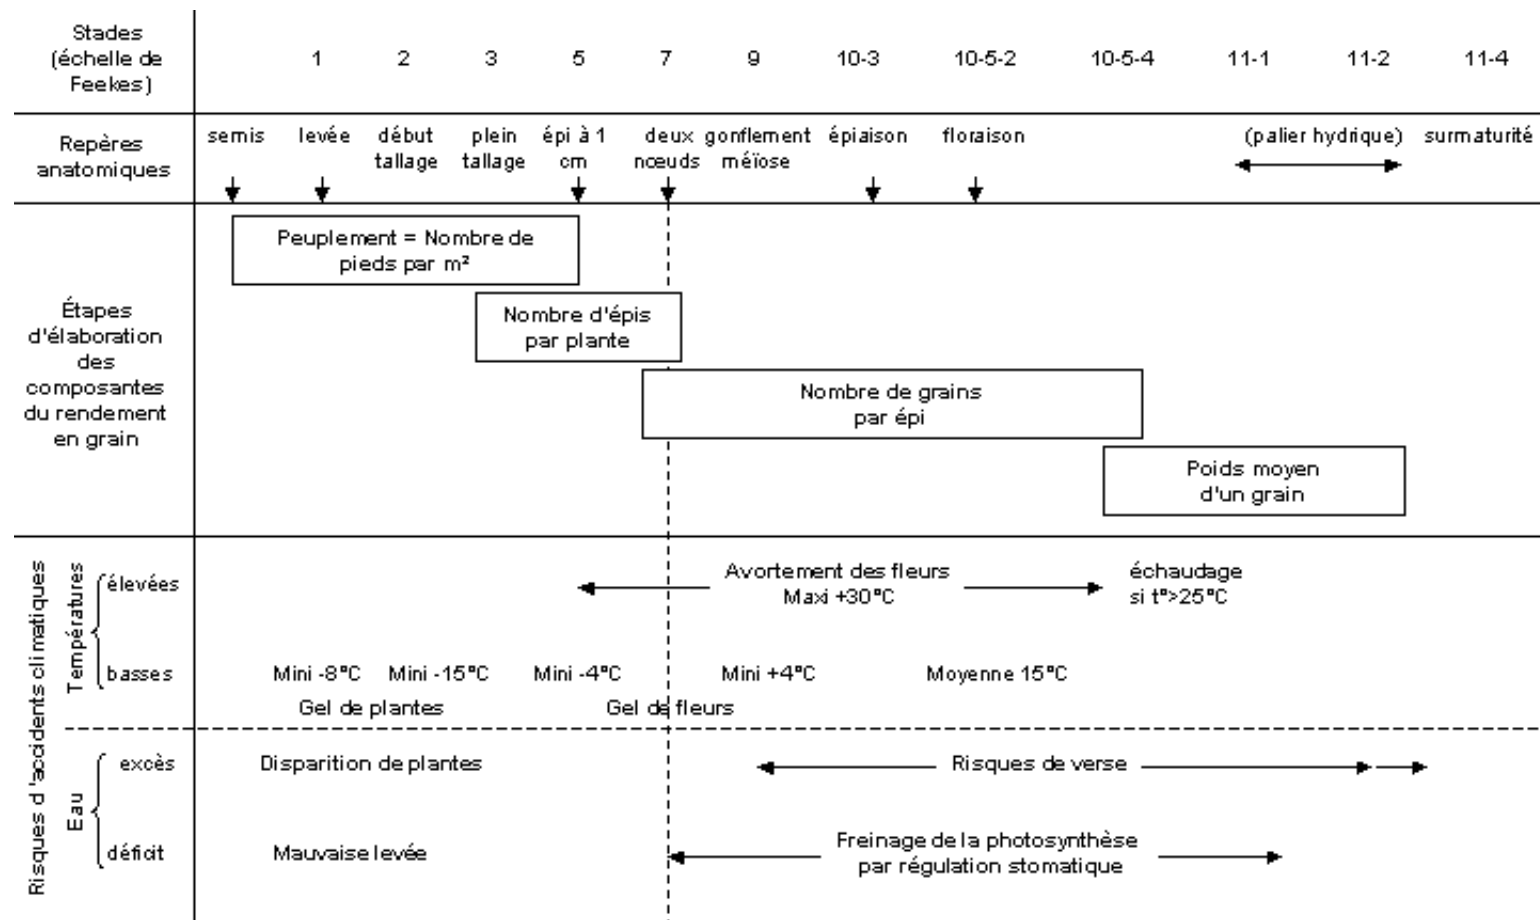 Stades
(échelle de
Feekes)
1 2 3 5 7 9 10-3 10-5-2 10-5-4 11-1 11-2 11-4
Repères
anatomiques
semis levée début plein épi à 1 deux gonflement épiaison floraison (palier hydrique) surmaturité
tallage tallage cm nœuds méïose
Peuplement = Nombre de
pieds par m²
Étapes
d'élaboration
des
composantes
du rendement
en grain
Nombre d'épis
par plante
Nombre de grains
par épi
Poids moyen
d'un grain
Risques d'accidents climatiques
Températures
élevées
Avortement des fleurs
Maxi +30°C
échaudage
si t°>25°C
basses
Mini -8°C Mini -15°C Mini -4°C Mini +4°C Moyenne 15°C
Gel de plantes Gel de fleurs
Eau
excès
Disparition de plantes Risques de verse
déficit
Mauvaise levée
Freinage de la photosynthèse
par régulation stomatique